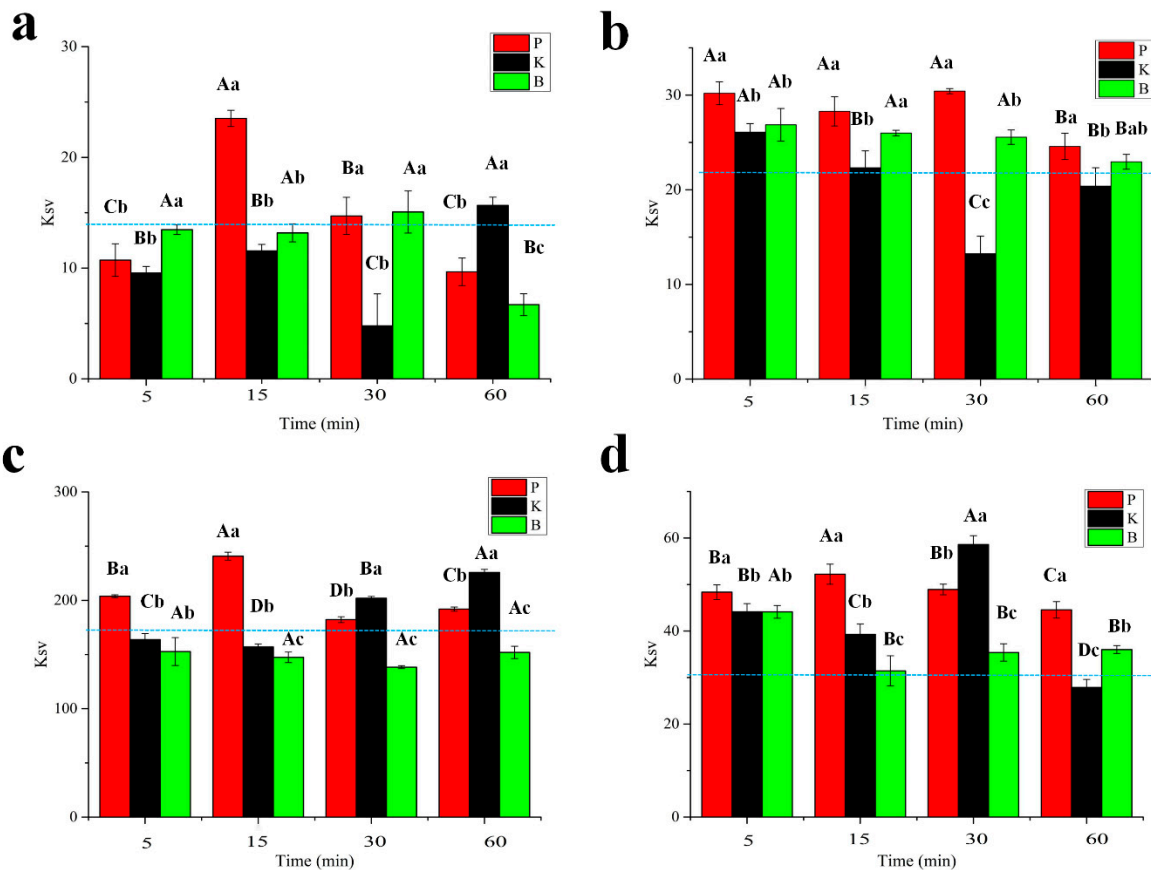 a
P
K
B
30
20
10
0
Ksv
Cb Bb Aa Aa Bb Ab Ba Cb Aa Cb Aa Bc
5 15 30 60
Time (min)
b
P
K
B
30
20
10
0
Ksv
Aa Ab Ab Aa Bb Aa Aa Cc Ab Ba Bb Bab
5 15 30 60
Time (min)
c
P
K
B
300
200
100
0
Ksv
Ba Cb Ab Aa Db Ac Db Ba Ac Cb Aa Ac
5 15 30 60
Time (min)
d
P
K
B
60
40
20
0
Ksv
Ba Bb Ab Aa Cb Bc Bb Aa Bc Ca Dc Bb
5 15 30 60
Time (min)